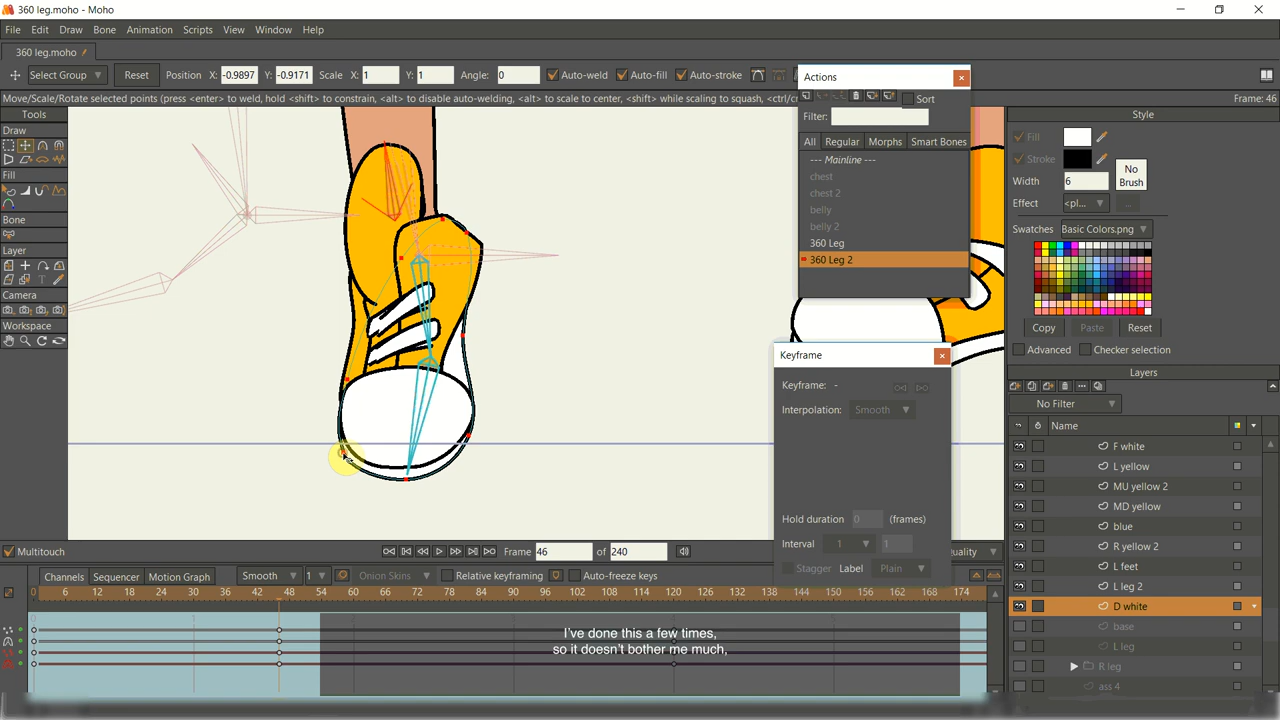 360 leg.moho - Moho
File Edit Draw Bone Animation Scripts View Window Help
360 leg.moho
Select Group Reset Position X: -0.9897 Y: -0.9171 Scale X: 1 Y: 1 Angle: 0 Auto-weld Auto-fill Auto-stroke
Move/Scale/Rotate selected points (press <enter> to weld, hold <shift> to constrain, <alt> to disable auto-welding, <alt> to scale to center, <shift> while scaling to squash, <ctrl/c
Frame: 46
Tools
Draw
Fill
Bone
Layer
Camera
Workspace
Actions
Sort
Filter:
All Regular Morphs Smart Bones
--- Mainline ---
chest
chest 2
belly
belly 2
360 Leg
360 Leg 2
Keyframe
Keyframe: -
Interpolation: Smooth
Hold duration 0 (frames)
Interval 1 1
Stagger Label Plain
Style
Fill
Stroke
No
Brush
Width 6
Effect <pl...
...
Swatches Basic Colors.png
Copy Paste Reset
Advanced Checker selection
Layers
No Filter
Name
F white
L yellow
MU yellow 2
MD yellow
blue
R yellow 2
L feet
L leg 2
D white
base
L leg
R leg
ass 4
Multitouch
Frame 46 of 240
uality
Channels Sequencer Motion Graph Smooth 1 Onion Skins Relative keyframing Auto-freeze keys
0 6 12 18 24 30 36 42 48 54 60 66 72 78 84 90 96 102 108 114 120 126 132 138 144 150 156 162 168 174
I've done this a few times,
so it doesn't bother me much,